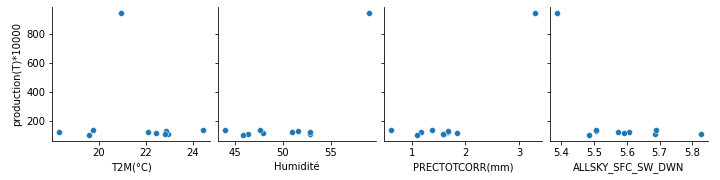 production(T)*10000
800
600
400
200
20 22 24
45 50 55
1 2 3
5.4 5.5 5.6 5.7 5.8
T2M(°C) Humidité PRECTOTCORR(mm) ALLSKY_SFC_SW_DWN